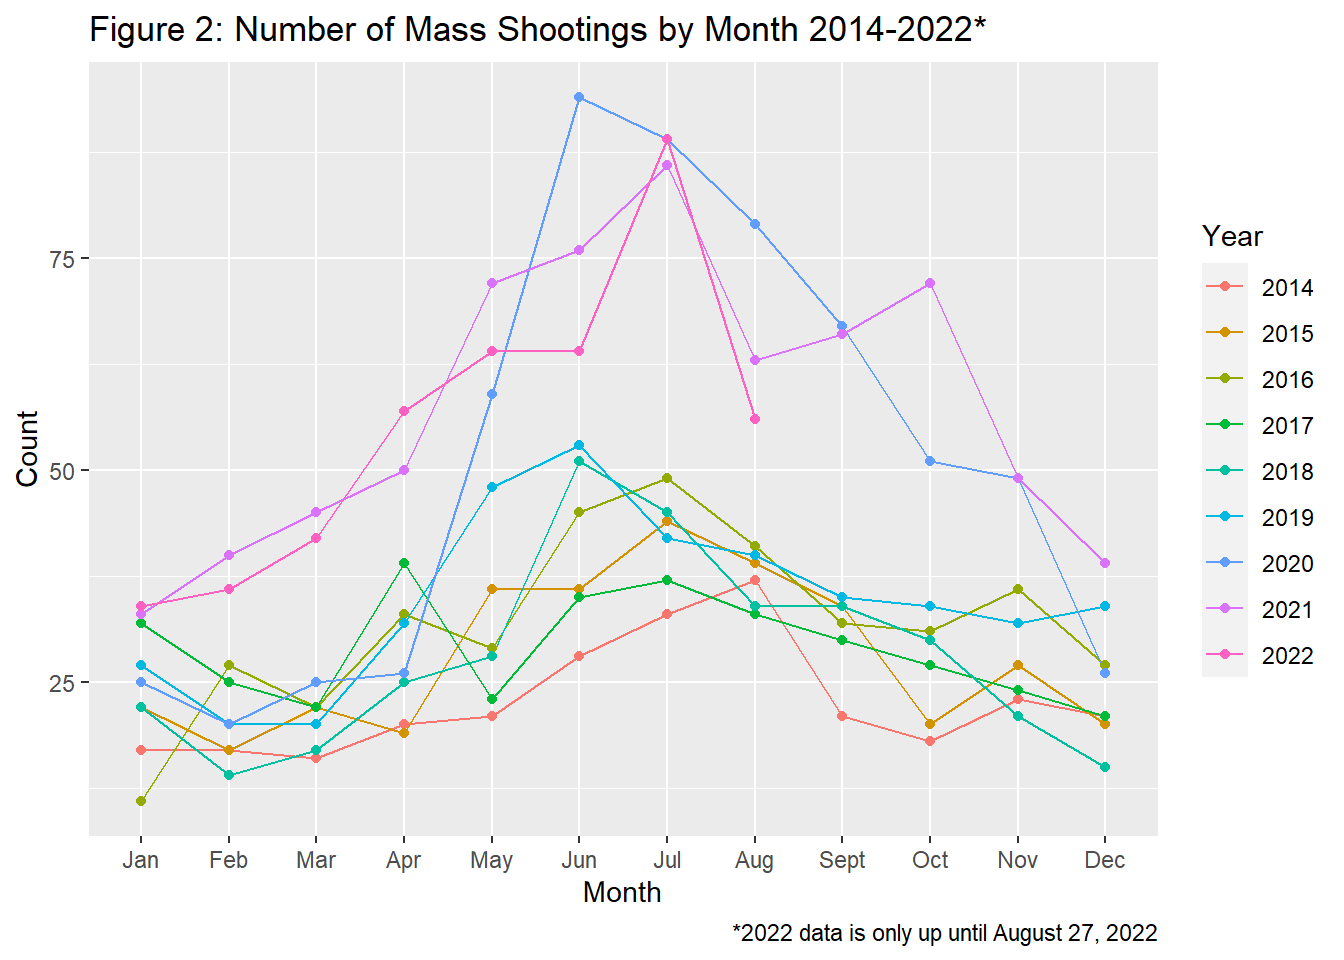 Figure 2: Number of Mass Shootings by Month 2014-2022*
75
50
25
Count
Jan Feb Mar Apr May Jun Jul Aug Sept Oct Nov Dec
Month
Year
2014
2015
2016
2017
2018
2019
2020
2021
2022
*2022 data is only up until August 27, 2022